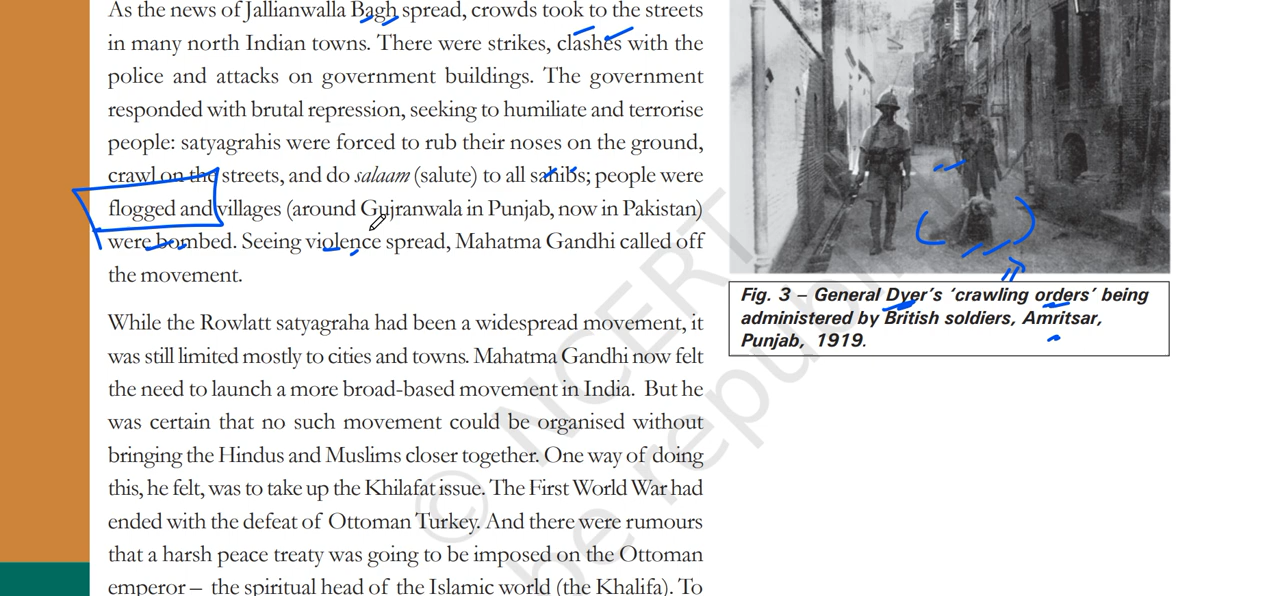 As the news of Jallianwalla Bagh spread, crowds took to the streets
in many north Indian towns. There were strikes, clashes with the
police and attacks on government buildings. The government
responded with brutal repression, seeking to humiliate and terrorise
people: satyagrahis were forced to rub their noses on the ground,
crawl on the streets, and do salaam (salute) to all sahibs; people were
flogged and villages (around Gujranwala in Punjab, now in Pakistan)
were bombed. Seeing violence spread, Mahatma Gandhi called off
the movement.
While the Rowlatt satyagraha had been a widespread movement, it
was still limited mostly to cities and towns. Mahatma Gandhi now felt
the need to launch a more broad-based movement in India. But he
was certain that no such movement could be organised without
bringing the Hindus and Muslims closer together. One way of doing
this, he felt, was to take up the Khilafat issue. The First World War had
ended with the defeat of Ottoman Turkey. And there were rumours
that a harsh peace treaty was going to be imposed on the Ottoman
emperor – the spiritual head of the Islamic world (the Khalifa). To
Fig. 3 – General Dyer's 'crawling orders' being
administered by British soldiers, Amritsar,
Punjab, 1919.
© NCERT
be republi